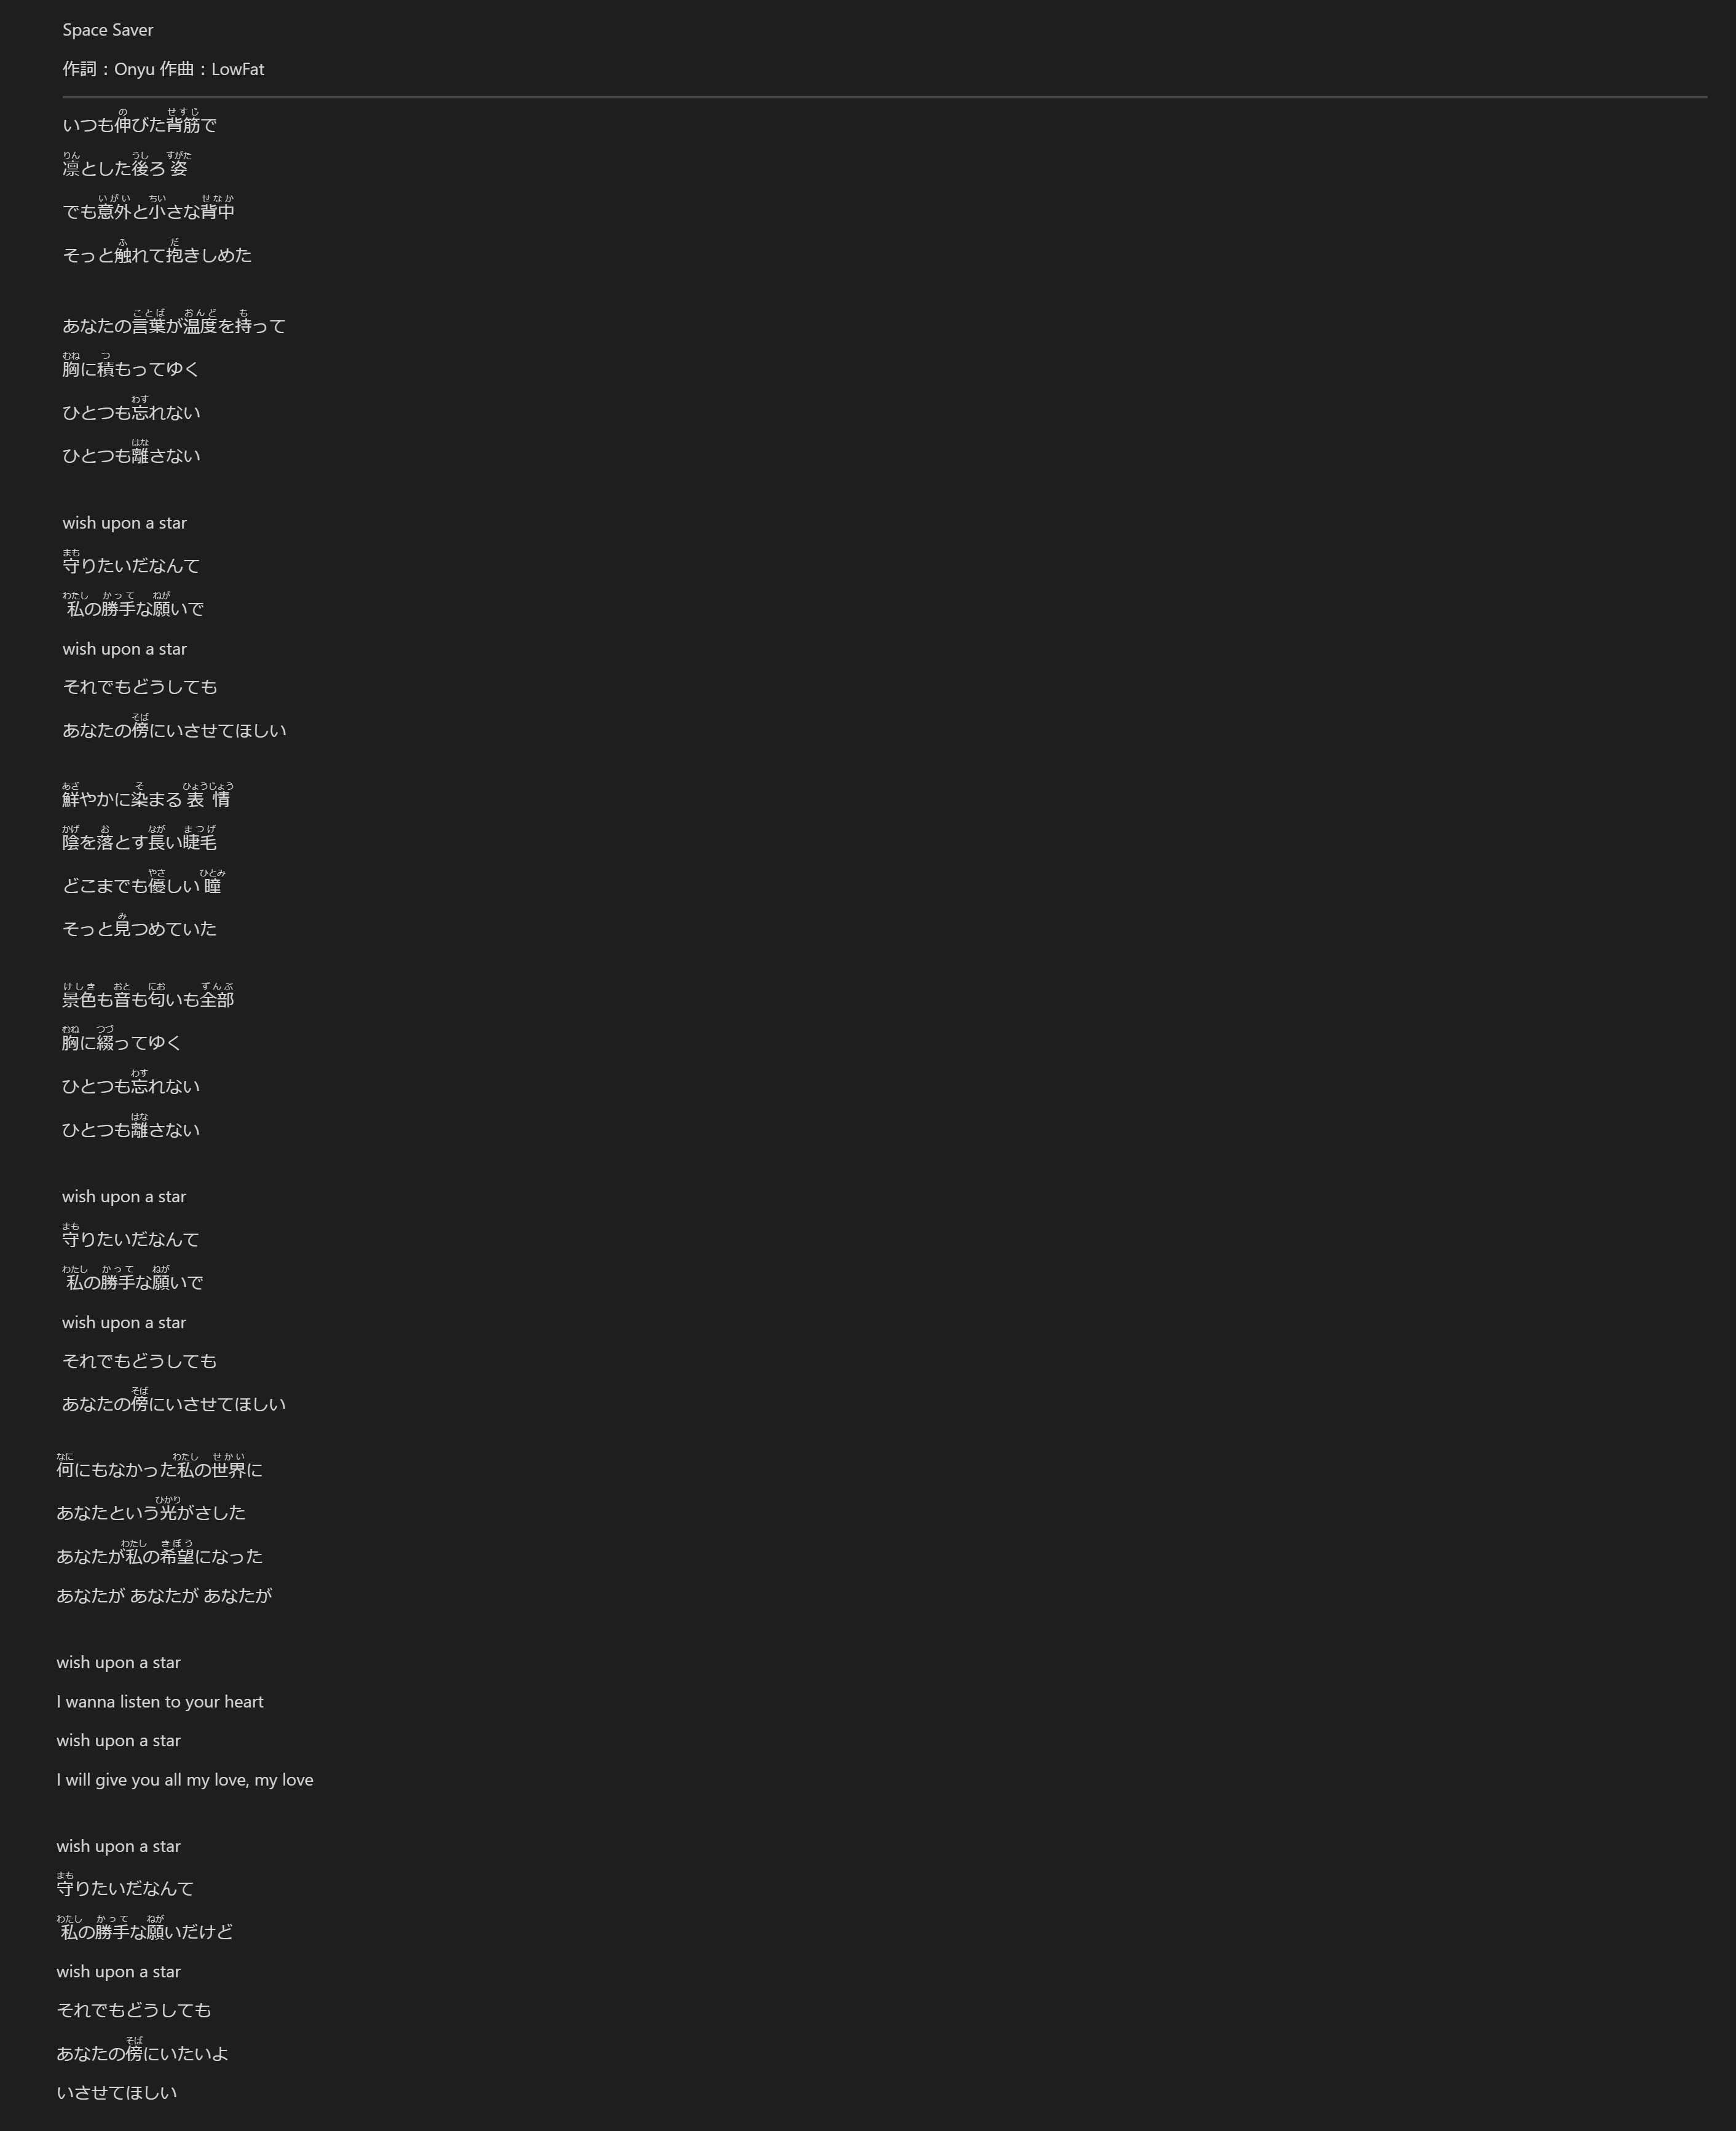 Space Saver
作詞：Onyu 作曲：LowFat
いつも伸びた背筋で
凛とした後ろ姿
でも意外と小さな背中
そっと触れて抱きしめた
あなたの言葉が温度を持って
胸に積もってゆく
ひとつも忘れない
ひとつも離さない
wish upon a star
守りたいだなんて
私の勝手な願いで
wish upon a star
それでもどうしても
あなたの傍にいさせてほしい
鮮やかに染まる表情
陰を落とす長い睫毛
どこまでも優しい瞳
そっと見つめていた
景色も音も匂いも全部
胸に綴ってゆく
ひとつも忘れない
ひとつも離さない
wish upon a star
守りたいだなんて
私の勝手な願いで
wish upon a star
それでもどうしても
あなたの傍にいさせてほしい
何にもなかった私の世界に
あなたという光がさした
あなたが私の希望になった
あなたが あなたが あなたが
wish upon a star
I wanna listen to your heart
wish upon a star
I will give you all my love, my love
wish upon a star
守りたいだなんて
私の勝手な願いだけど
wish upon a star
それでもどうしても
あなたの傍にいたいよ
いさせてほしい